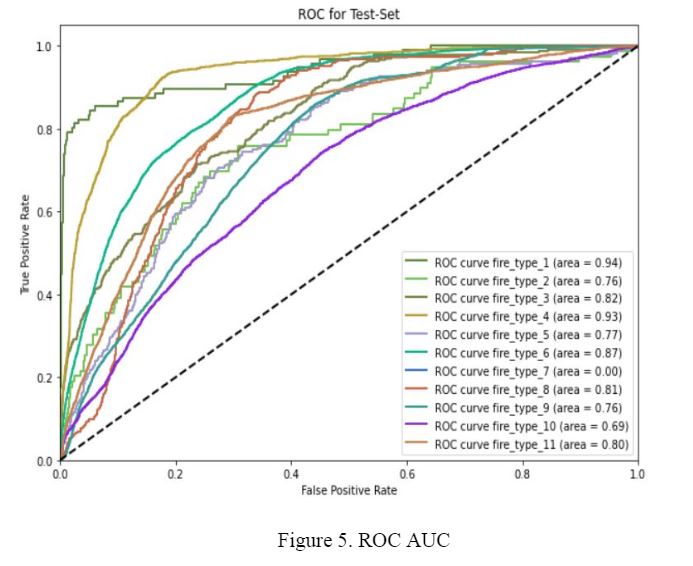 ROC for Test-Set
1.0
0.8
0.6
0.4
0.2
0.0
True Positive Rate
ROC curve fire_type_1 (area = 0.94)
ROC curve fire_type_2 (area = 0.76)
ROC curve fire_type_3 (area = 0.82)
ROC curve fire_type_4 (area = 0.93)
ROC curve fire_type_5 (area = 0.77)
ROC curve fire_type_6 (area = 0.87)
ROC curve fire_type_7 (area = 0.00)
ROC curve fire_type_8 (area = 0.81)
ROC curve fire_type_9 (area = 0.76)
ROC curve fire_type_10 (area = 0.69)
ROC curve fire_type_11 (area = 0.80)
0.0 0.2 0.4 0.6 0.8 1.0
False Positive Rate
Figure 5. ROC AUC